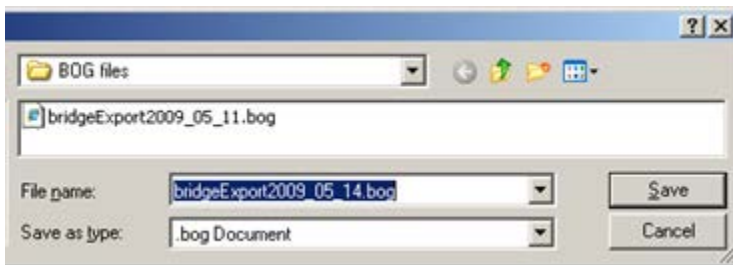 BOG files
bridgeExport2009_05_11.bog
File name:
bridgeExport2009_05_14.bog
Save
Save as type:
.bog Document
Cancel